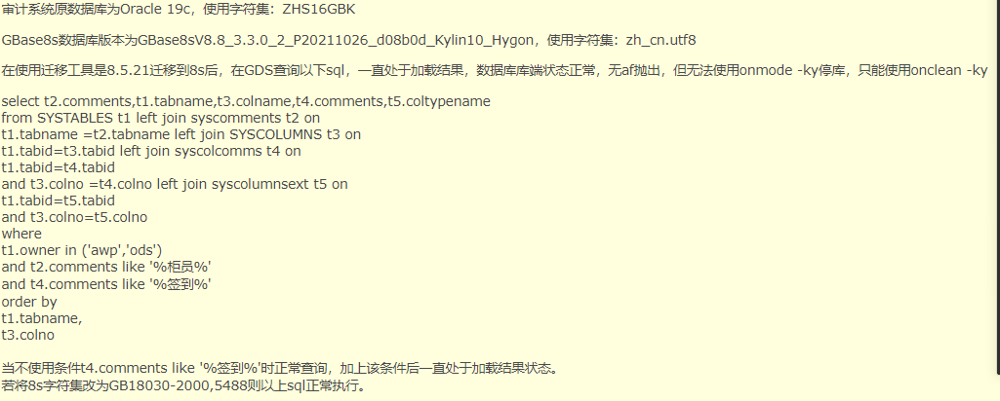 审计系统原数据库为Oracle 19c，使用字符集：ZHS16GBK
GBase8s数据库版本为GBase8sV8.8_3.3.0_2_P20211026_d08b0d_Kylin10_Hygon，使用字符集：zh_cn.utf8
在使用迁移工具是8.5.21迁移到8s后，在GDS查询以下sql，一直处于加载结果，数据库库端状态正常，无af抛出，但无法使用onmode -ky停库，只能使用onclean -ky
select t2.comments,t1.tabname,t3.colname,t4.comments,t5.coltypename
from SYSTABLES t1 left join syscomments t2 on
t1.tabname =t2.tabname left join SYSCOLUMNS t3 on
t1.tabid=t3.tabid left join syscolcomms t4 on
t1.tabid=t4.tabid
and t3.colno =t4.colno left join syscolumnsext t5 on
t1.tabid=t5.tabid
and t3.colno=t5.colno
where
t1.owner in ('awp','ods')
and t2.comments like '%柜员%'
and t4.comments like '%签到%'
order by
t1.tabname,
t3.colno
当不使用条件t4.comments like '%签到%'时正常查询，加上该条件后一直处于加载结果状态。
若将8s字符集改为GB18030-2000,5488则以上sql正常执行。